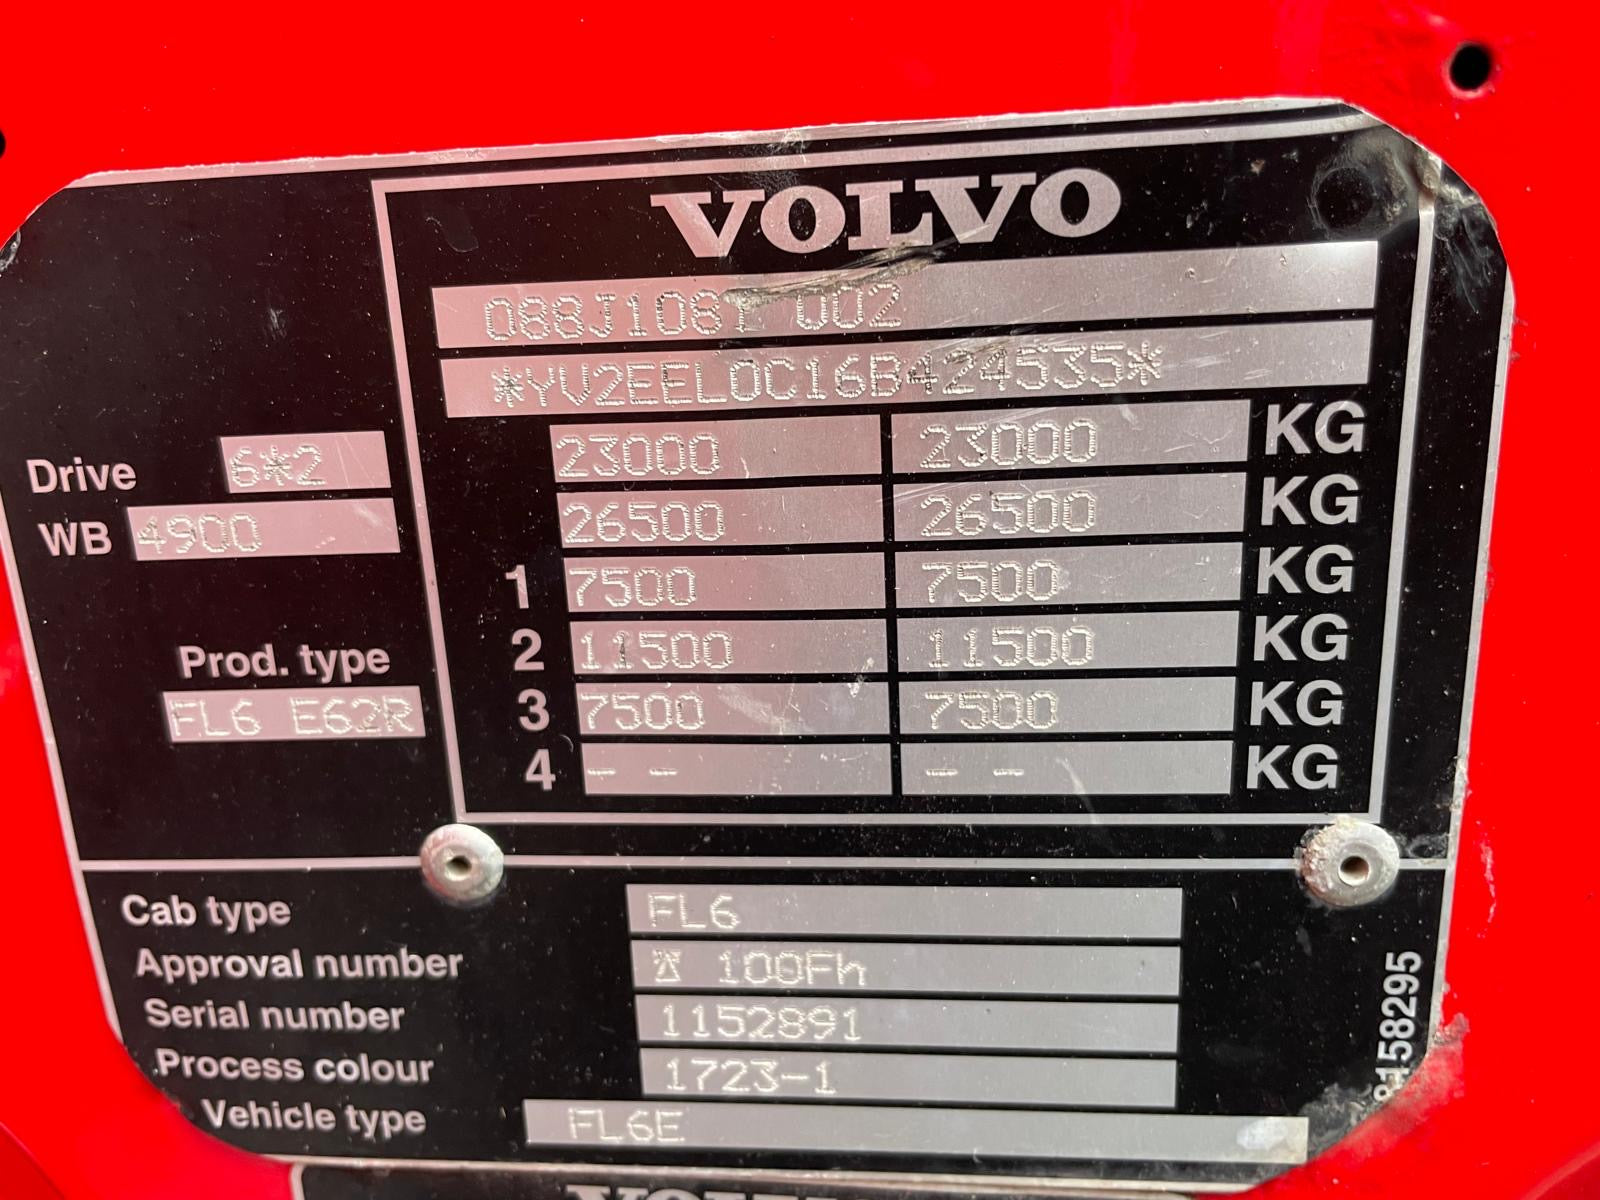 VOLVO
002
*YV2EEL0C16B424535*
Drive 6*2
WB 4900
23000 23000 KG
26500 26500 KG
1 7500 7500 KG
2 11500 11500 KG
3 7500 7500 KG
4 -- -- KG
Prod. type
FL6 E62R
Cab type FL6
Approval number 100Fh
Serial number 1152891
Process colour 1723-1
Vehicle type FL6E
8158295
VOLVO